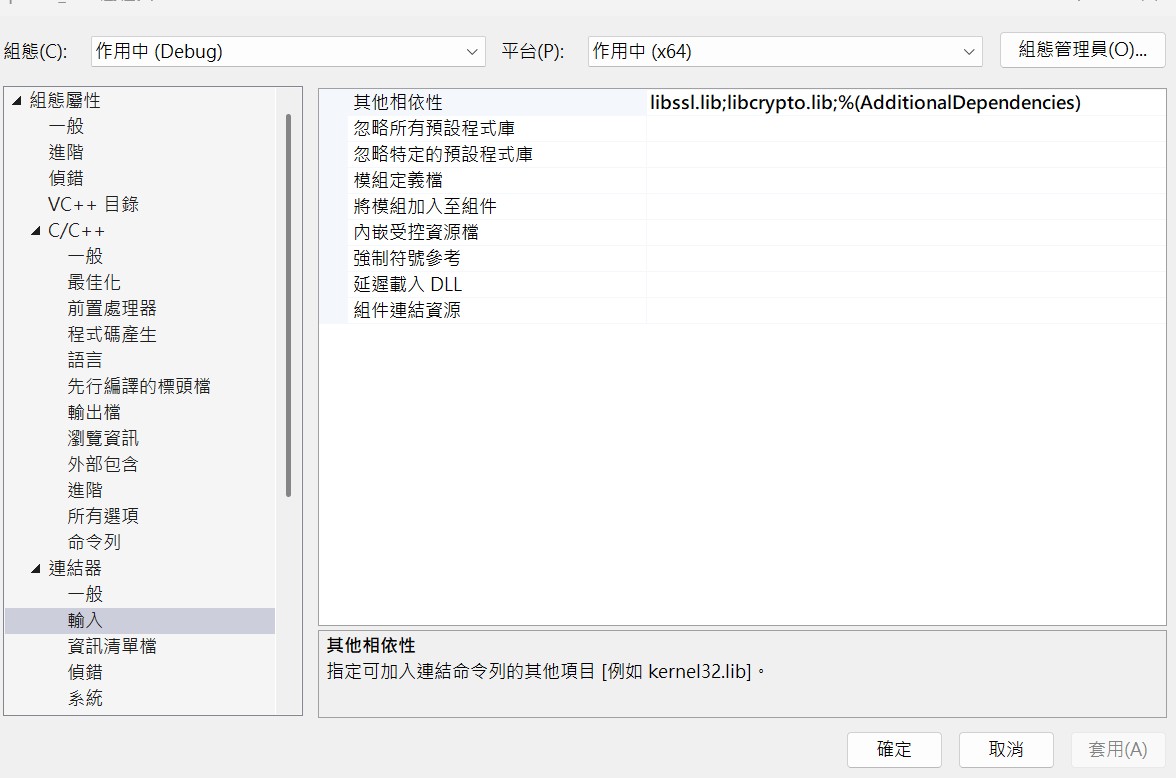 組態(C): 作用中 (Debug) 平台(P): 作用中 (x64) 組態管理員(O)...
組態屬性
一般
進階
偵錯
VC++ 目錄
C/C++
一般
最佳化
前置處理器
程式碼產生
語言
先行編譯的標頭檔
輸出檔
瀏覽資訊
外部包含
進階
所有選項
命令列
連結器
一般
輸入
資訊清單檔
偵錯
系統
其他相依性 libssl.lib;libcrypto.lib;%(AdditionalDependencies)
忽略所有預設程式庫
忽略特定的預設程式庫
模組定義檔
將模組加入至組件
內嵌受控資源檔
強制符號參考
延遲載入 DLL
組件連結資源
其他相依性
指定可加入連結命令列的其他項目 [例如 kernel32.lib]。
確定 取消 套用(A)